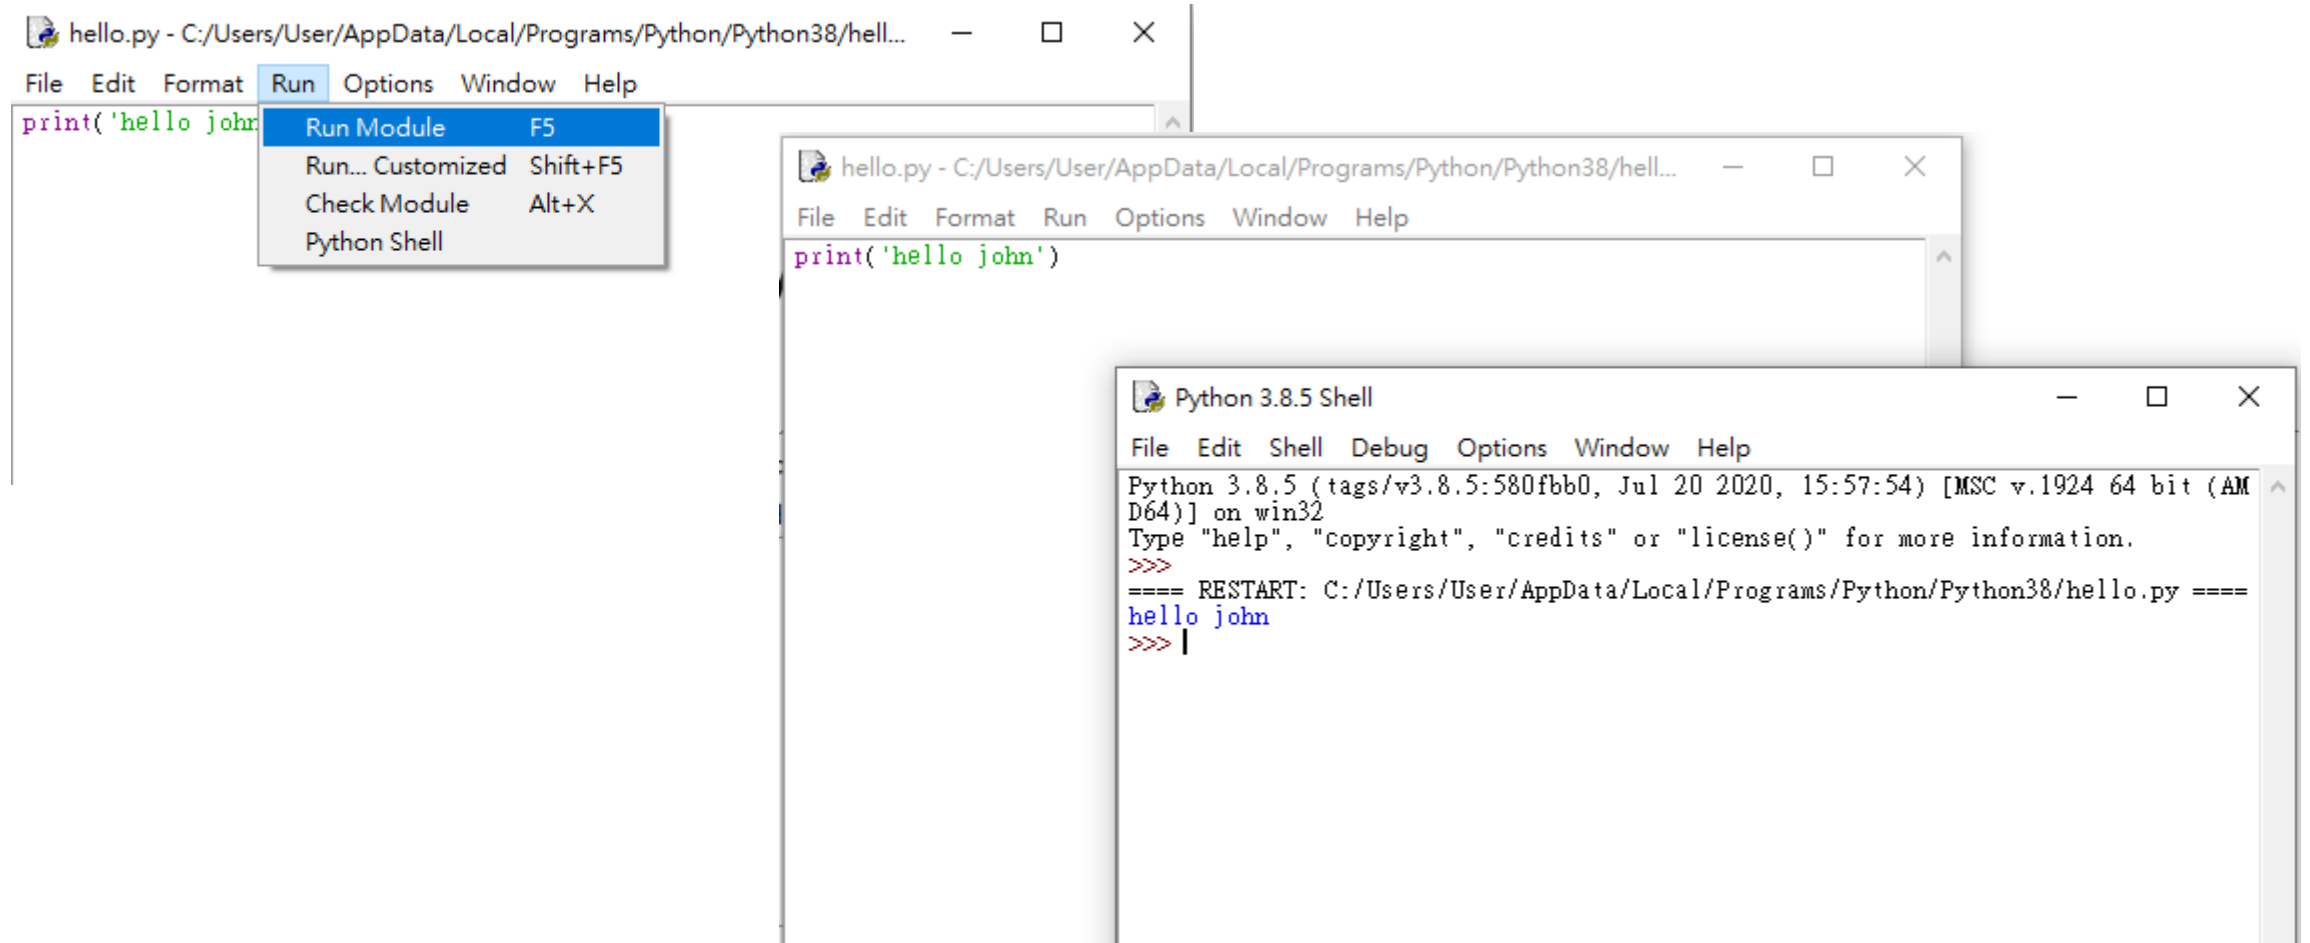 hello.py - C:/Users/User/AppData/Local/Programs/Python/Python38/hell...
File Edit Format Run Options Window Help
print('hello john
Run Module F5
Run... Customized Shift+F5
Check Module Alt+X
Python Shell
hello.py - C:/Users/User/AppData/Local/Programs/Python/Python38/hell...
File Edit Format Run Options Window Help
print('hello john')
Python 3.8.5 Shell
File Edit Shell Debug Options Window Help
Python 3.8.5 (tags/v3.8.5:580fbb0, Jul 20 2020, 15:57:54) [MSC v.1924 64 bit (AM
D64)] on win32
Type "help", "copyright", "credits" or "license()" for more information.
>>>
==== RESTART: C:/Users/User/AppData/Local/Programs/Python/Python38/hello.py ====
hello john
>>>